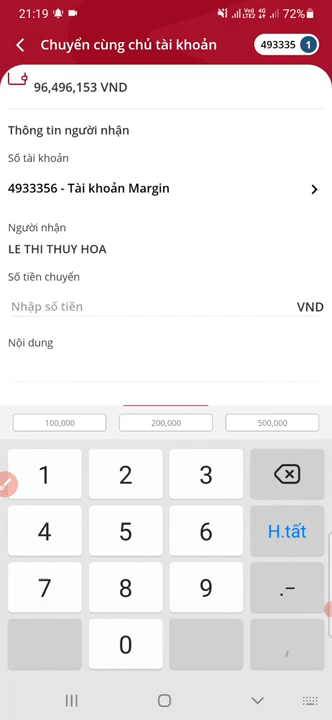 21:19 72%
Chuyển cùng chủ tài khoản 493335 1
96,496,153 VND
Thông tin người nhận
Số tài khoản
4933356 - Tài khoản Margin
Người nhận
LE THI THUY HOA
Số tiền chuyển
Nhập số tiền VND
Nội dung
100,000 200,000 500,000
1 2 3
4 5 6 H.tất
7 8 9 .-
0 ,